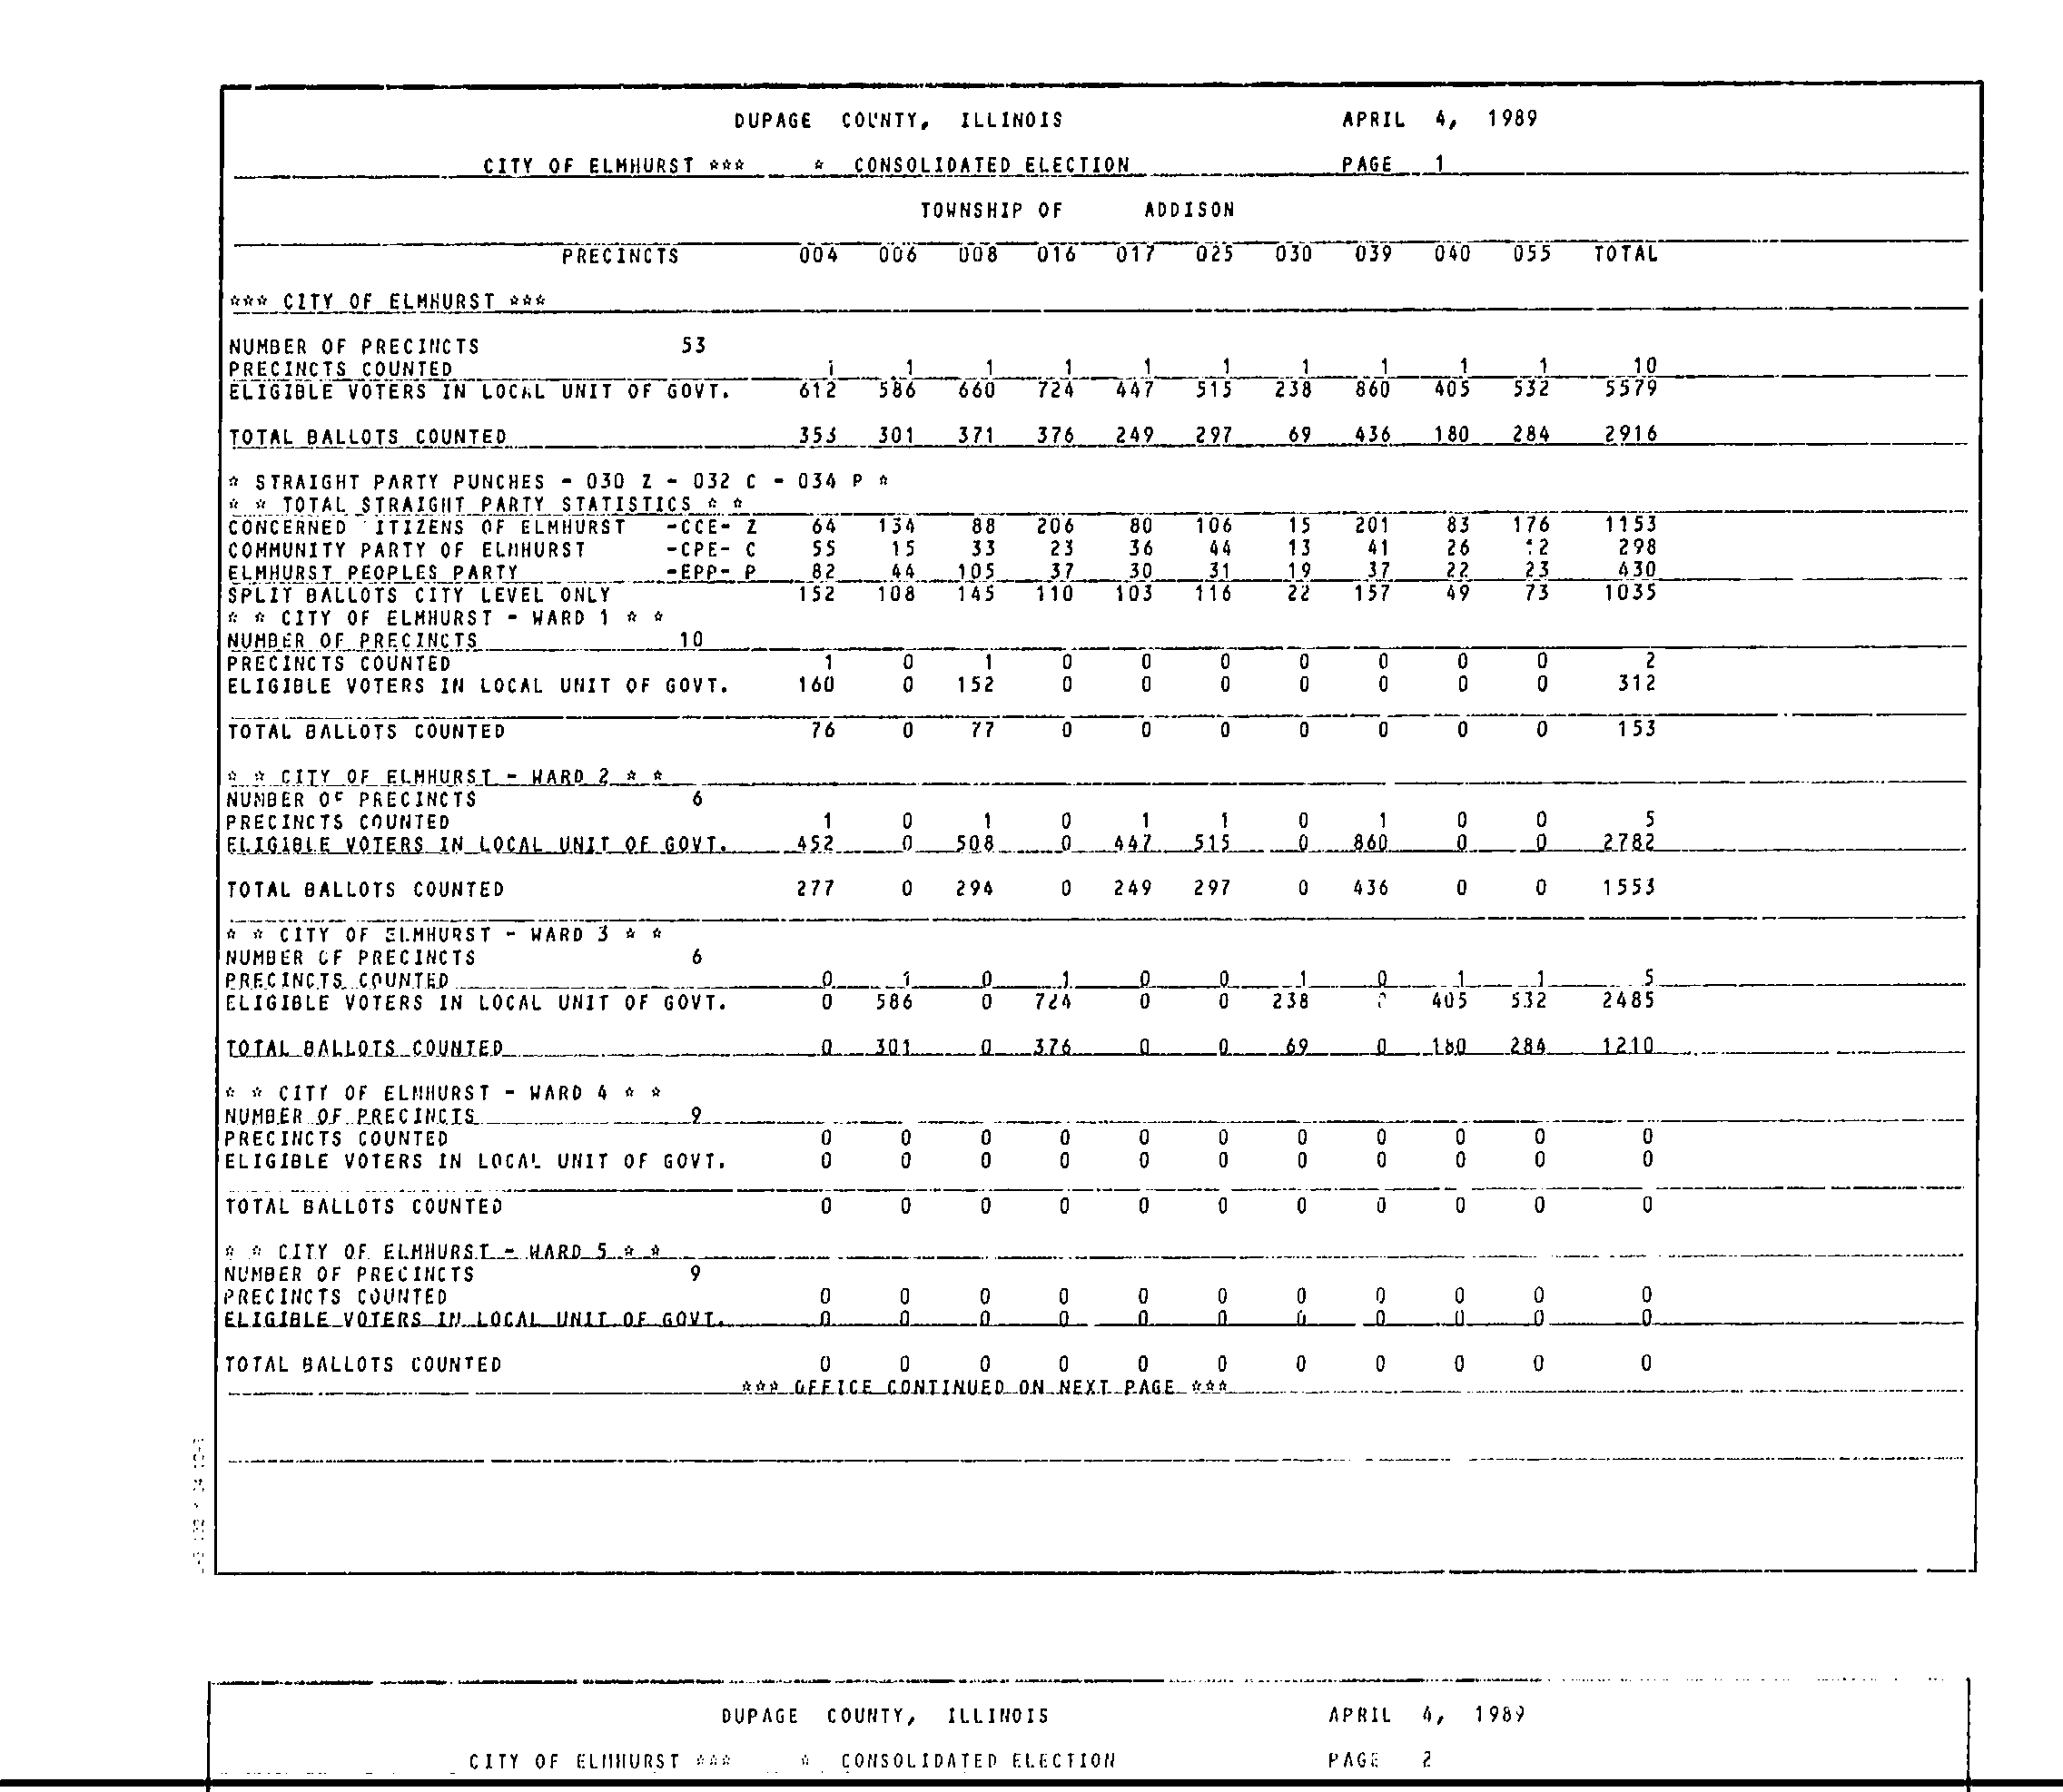 DUPAGE COUNTY, ILLINOIS APRIL 4, 1989
CITY OF ELMHURST *** * CONSOLIDATED ELECTION PAGE 1
TOWNSHIP OF ADDISON
PRECINCTS 004 006 008 016 017 025 030 039 040 055 TOTAL
*** CITY OF ELMHURST ***
NUMBER OF PRECINCTS 53
PRECINCTS COUNTED 1 1 1 1 1 1 1 1 1 1 10
ELIGIBLE VOTERS IN LOCAL UNIT OF GOVT. 612 586 660 724 447 515 238 860 405 532 5579
TOTAL BALLOTS COUNTED 353 301 371 376 249 297 69 436 180 284 2916
* STRAIGHT PARTY PUNCHES - 030 Z - 032 C - 034 P *
* * TOTAL STRAIGHT PARTY STATISTICS * *
CONCERNED ITIZENS OF ELMHURST -CCE- Z 64 134 88 206 80 106 15 201 83 176 1153
COMMUNITY PARTY OF ELMHURST -CPE- C 55 15 33 23 36 44 13 41 26 12 298
ELMHURST PEOPLES PARTY -EPP- P 82 44 105 37 30 31 19 37 22 23 430
SPLIT BALLOTS CITY LEVEL ONLY 152 108 145 110 103 116 22 157 49 73 1035
* * CITY OF ELMHURST - WARD 1 * *
NUMBER OF PRECINCTS 10
PRECINCTS COUNTED 1 0 1 0 0 0 0 0 0 0 2
ELIGIBLE VOTERS IN LOCAL UNIT OF GOVT. 160 0 152 0 0 0 0 0 0 0 312
TOTAL BALLOTS COUNTED 76 0 77 0 0 0 0 0 0 0 153
* * CITY OF ELMHURST - WARD 2 * *
NUMBER OF PRECINCTS 6
PRECINCTS COUNTED 1 0 1 0 1 1 0 1 0 0 5
ELIGIBLE VOTERS IN LOCAL UNIT OF GOVT. 452 0 508 0 447 515 0 860 0 0 2782
TOTAL BALLOTS COUNTED 277 0 294 0 249 297 0 436 0 0 1553
* * CITY OF ELMHURST - WARD 3 * *
NUMBER OF PRECINCTS 6
PRECINCTS COUNTED 0 1 0 1 0 0 1 0 1 1 5
ELIGIBLE VOTERS IN LOCAL UNIT OF GOVT. 0 586 0 724 0 0 238 405 532 2485
TOTAL BALLOTS COUNTED 0 301 0 376 0 0 69 0 180 284 1210
* * CITY OF ELMHURST - WARD 4 * *
NUMBER OF PRECINCTS 9
PRECINCTS COUNTED 0 0 0 0 0 0 0 0 0 0 0
ELIGIBLE VOTERS IN LOCAL UNIT OF GOVT. 0 0 0 0 0 0 0 0 0 0 0
TOTAL BALLOTS COUNTED 0 0 0 0 0 0 0 0 0 0 0
* * CITY OF ELMHURST - WARD 5 * *
NUMBER OF PRECINCTS 9
PRECINCTS COUNTED 0 0 0 0 0 0 0 0 0 0 0
ELIGIBLE VOTERS IN LOCAL UNIT OF GOVT. 0 0 0 0 0 0 0 0 0 0 0
TOTAL BALLOTS COUNTED 0 0 0 0 0 0 0 0 0 0 0
*** OFFICE CONTINUED ON NEXT PAGE ***
DUPAGE COUNTY, ILLINOIS APRIL 4, 1989
CITY OF ELMHURST *** * CONSOLIDATED ELECTION PAGE 2